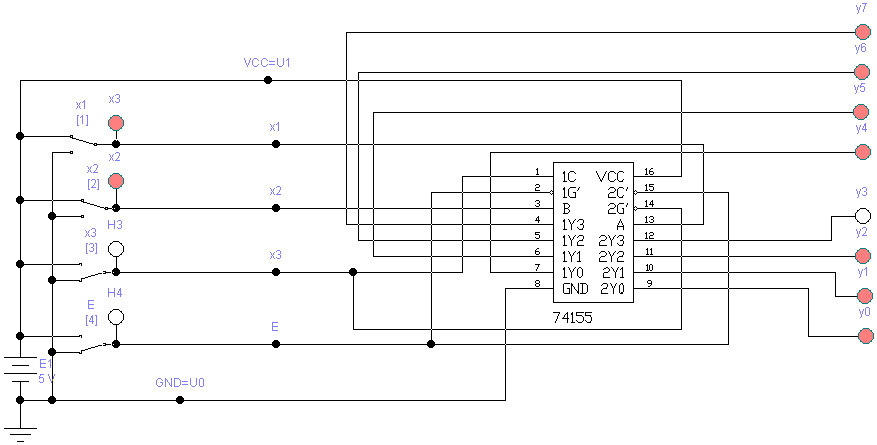 y7
y6
VCC=U1
y5
x1
[1]
x3
y4
x1
x2
x2
[2]
x2
1 1C VCC 16
2 1G' 2C' 15
3 B 2G' 14
4 1Y3 A 13
5 1Y2 2Y3 12
6 1Y1 2Y2 11
7 1Y0 2Y1 10
8 GND 2Y0 9
74155
y3
y2
y1
y0
H3
x3
[3]
x3
H4
E
[4]
E
E1
5 V
GND=U0